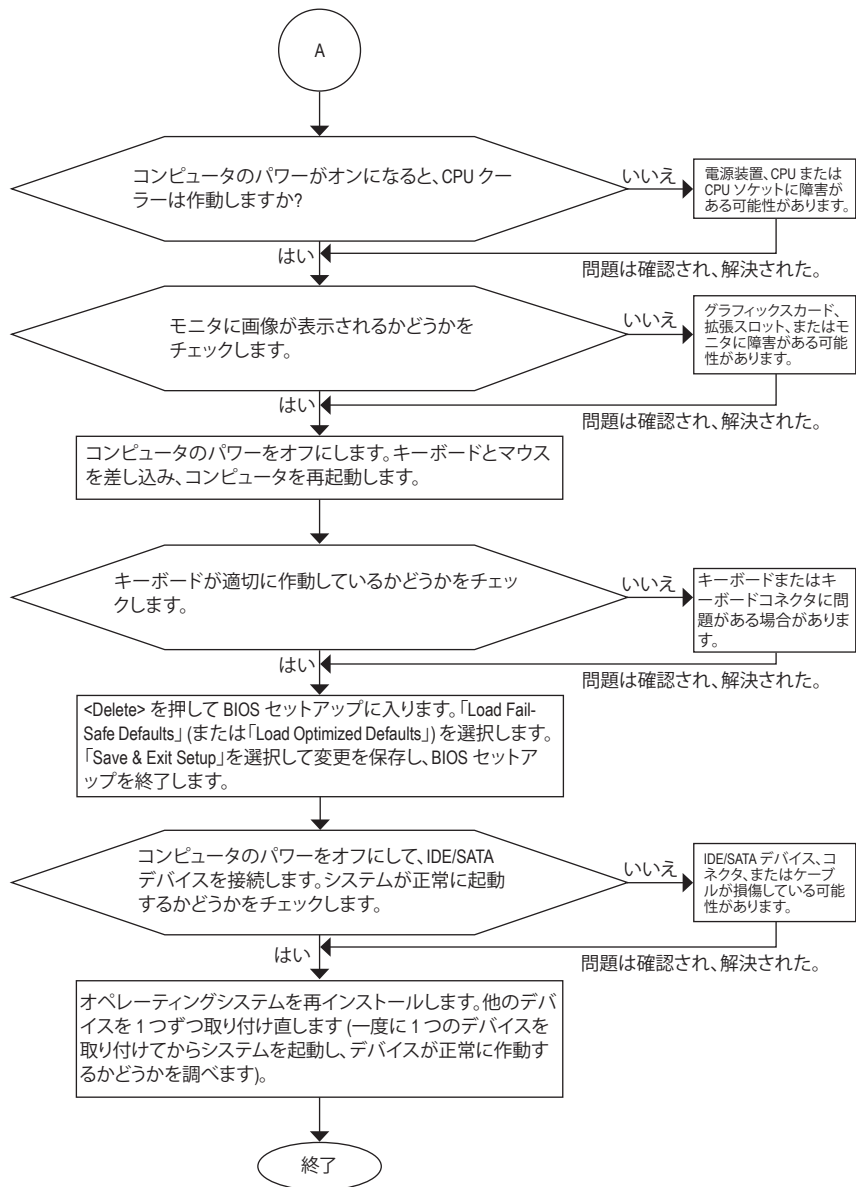 A
コンピュータのパワーがオンになると、CPU クー
ラーは作動しますか?
いいえ
電源装置、CPU または
CPU ソケットに障害が
ある可能性があります。
はい
問題は確認され、解決された。
モニタに画像が表示されるかどうかを
チェックします。
いいえ
グラフィックスカード、
拡張スロット、またはモ
ニタに障害がある可能
性があります。
はい
問題は確認され、解決された。
コンピュータのパワーをオフにします。キーボードとマウス
を差し込み、コンピュータを再起動します。
キーボードが適切に作動しているかどうかをチェッ
クします。
いいえ
キーボードまたはキ
ーボードコネクタに問
題がある場合がありま
す。
はい
問題は確認され、解決された。
<Delete> を押して BIOS セットアップに入ります。「Load Fail-
Safe Defaults」 (または「Load Optimized Defaults」) を選択します。
「Save & Exit Setup」を選択して変更を保存し、BIOS セットア
ップを終了します。
コンピュータのパワーをオフにして、IDE/SATA
デバイスを接続します。システムが正常に起動
するかどうかをチェックします。
いいえ
IDE/SATA デバイス、コ
ネクタ、またはケーブ
ルが損傷している可能
性があります。
はい
問題は確認され、解決された。
オペレーティングシステムを再インストールします。他のデバ
イスを 1 つずつ取り付け直します (一度に 1 つのデバイスを
取り付けてからシステムを起動し、デバイスが正常に作動す
るかどうかを調べます)。
終了